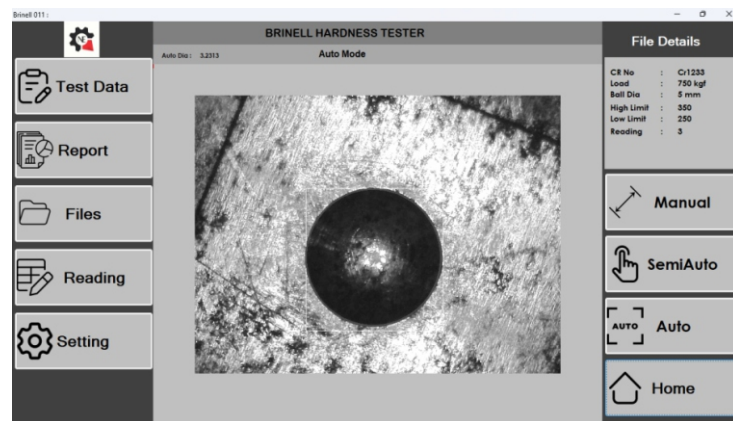 Brinell 011 :
BRINELL HARDNESS TESTER
Auto Dia : 3.2313
Auto Mode
Test Data
Report
Files
Reading
Setting
File Details
CR No : Cr1233
Load : 750 kgf
Ball Dia : 5 mm
High Limit : 350
Low Limit : 250
Reading : 3
Manual
SemiAuto
AUTO Auto
Home